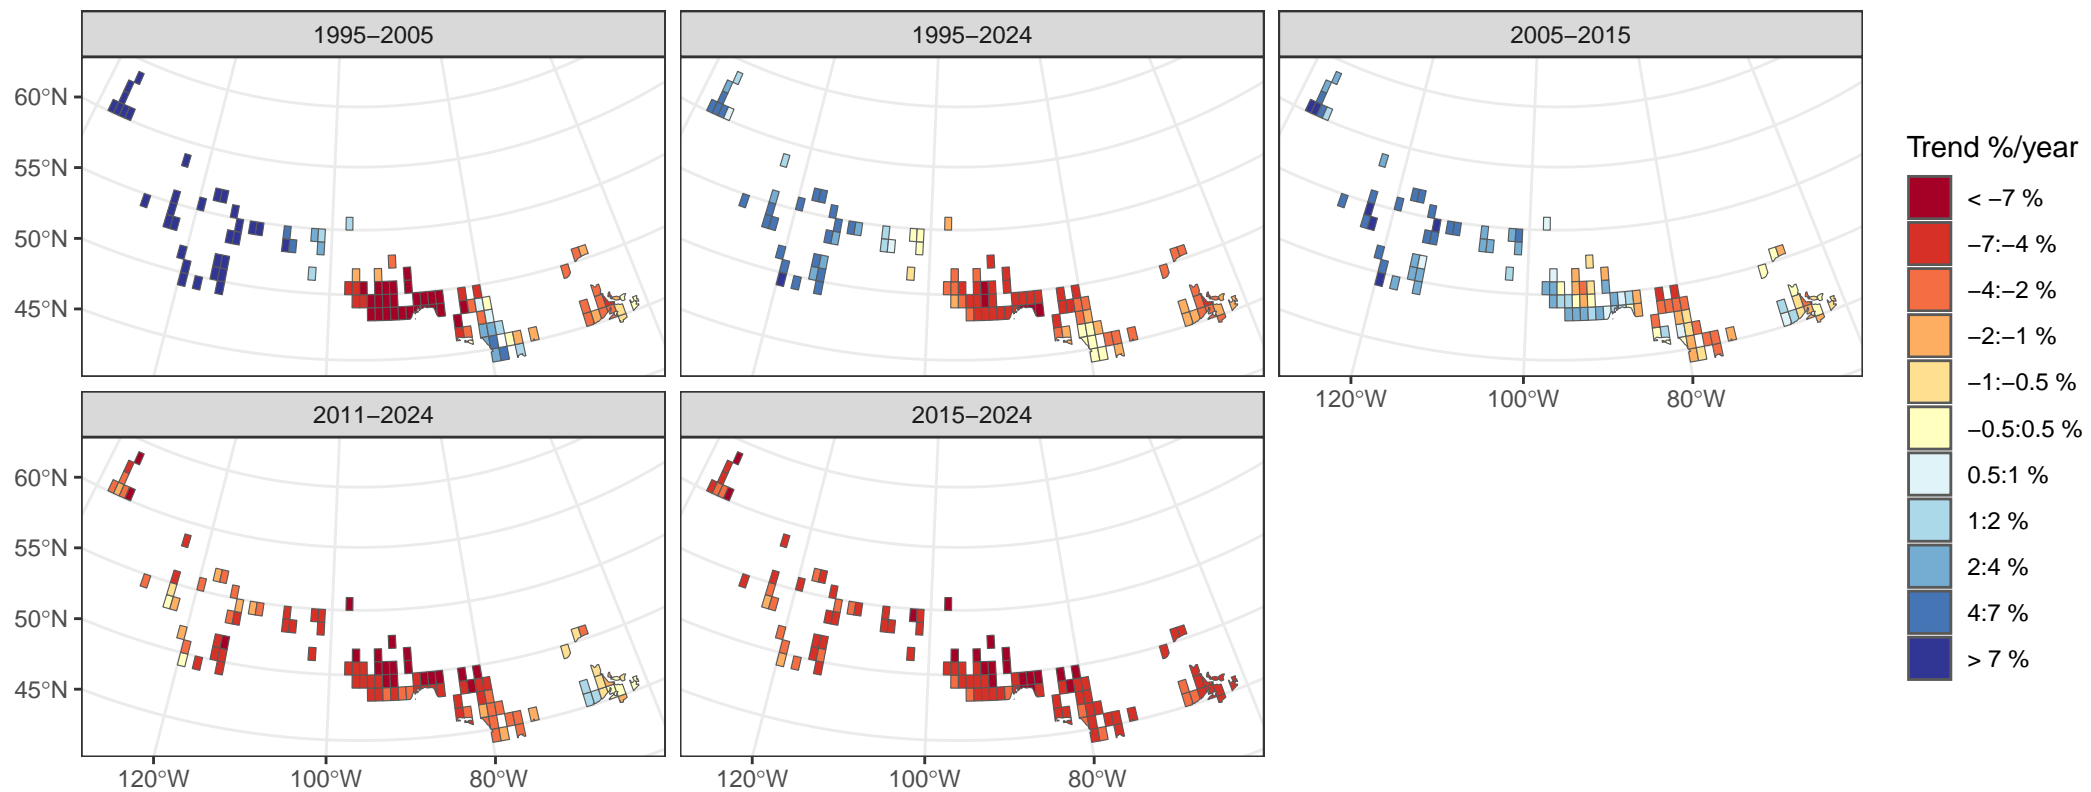 1995−2005
1995−2024
2005−2015
60°N
55°N
50°N
45°N
120°W
100°W
80°W
2011−2024
2015−2024
60°N
55°N
50°N
45°N
120°W
100°W
80°W
120°W
100°W
80°W
Trend %/year
< −7 %
−7:−4 %
−4:−2 %
−2:−1 %
−1:−0.5 %
−0.5:0.5 %
0.5:1 %
1:2 %
2:4 %
4:7 %
> 7 %